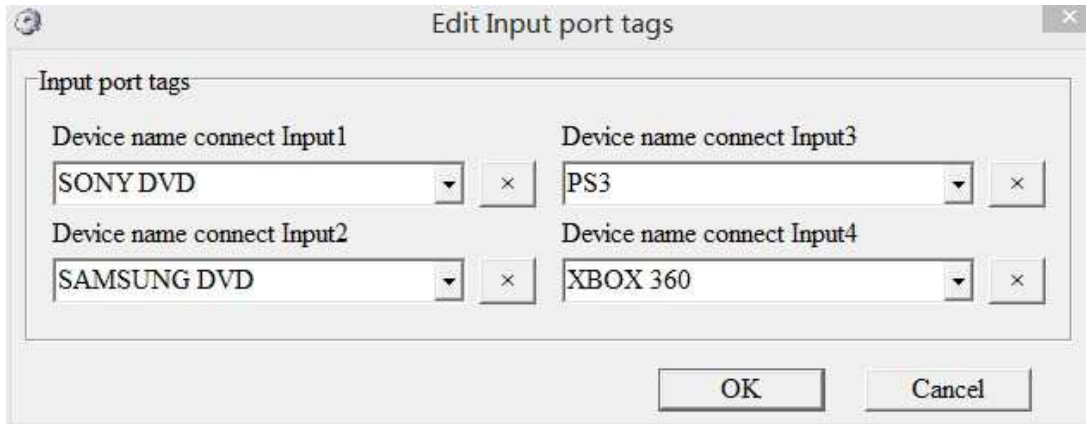 Edit Input port tags
Input port tags
Device name connect Input1
SONY DVD
×
Device name connect Input3
PS3
×
Device name connect Input2
SAMSUNG DVD
×
Device name connect Input4
XBOX 360
×
OK
Cancel